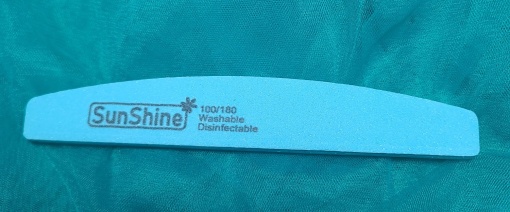 SunShine
100/180
Washable
Disinfectable